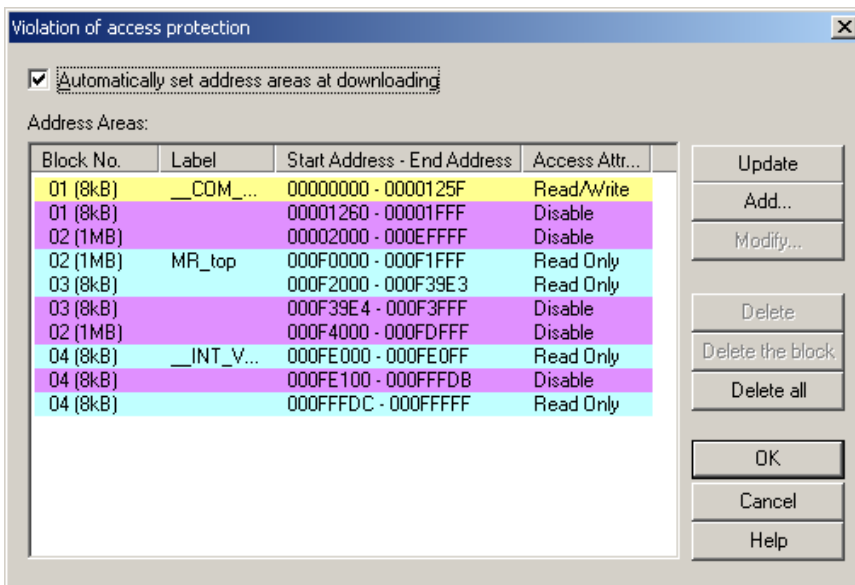 Violation of access protection
Automatically set address areas at downloading
Address Areas:
Block No. Label Start Address - End Address Access Attr...
01 (8kB) __COM_... 00000000 - 0000125F Read/Write
01 (8kB) 00001260 - 00001FFF Disable
02 (1MB) 00002000 - 000EFFFF Disable
02 (1MB) MR_top 000F0000 - 000F1FFF Read Only
03 (8kB) 000F2000 - 000F39E3 Read Only
03 (8kB) 000F39E4 - 000F3FFF Disable
02 (1MB) 000F4000 - 000FDFFF Disable
04 (8kB) __INT_V... 000FE000 - 000FE0FF Read Only
04 (8kB) 000FE100 - 000FFFDB Disable
04 (8kB) 000FFFDC - 000FFFFF Read Only
Update
Add...
Modify...
Delete
Delete the block
Delete all
OK
Cancel
Help